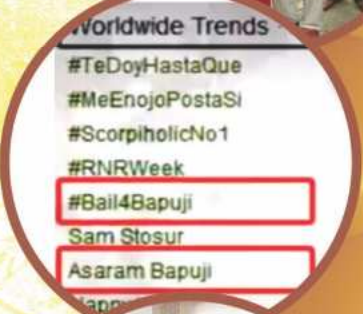 Worldwide Trends
#TeDoyHastaQue
#MeEnojoPostaSi
#ScorpiholicNo1
#RNRWeek
#Bail4Bapuji
Sam Stosur
Asaram Bapuji